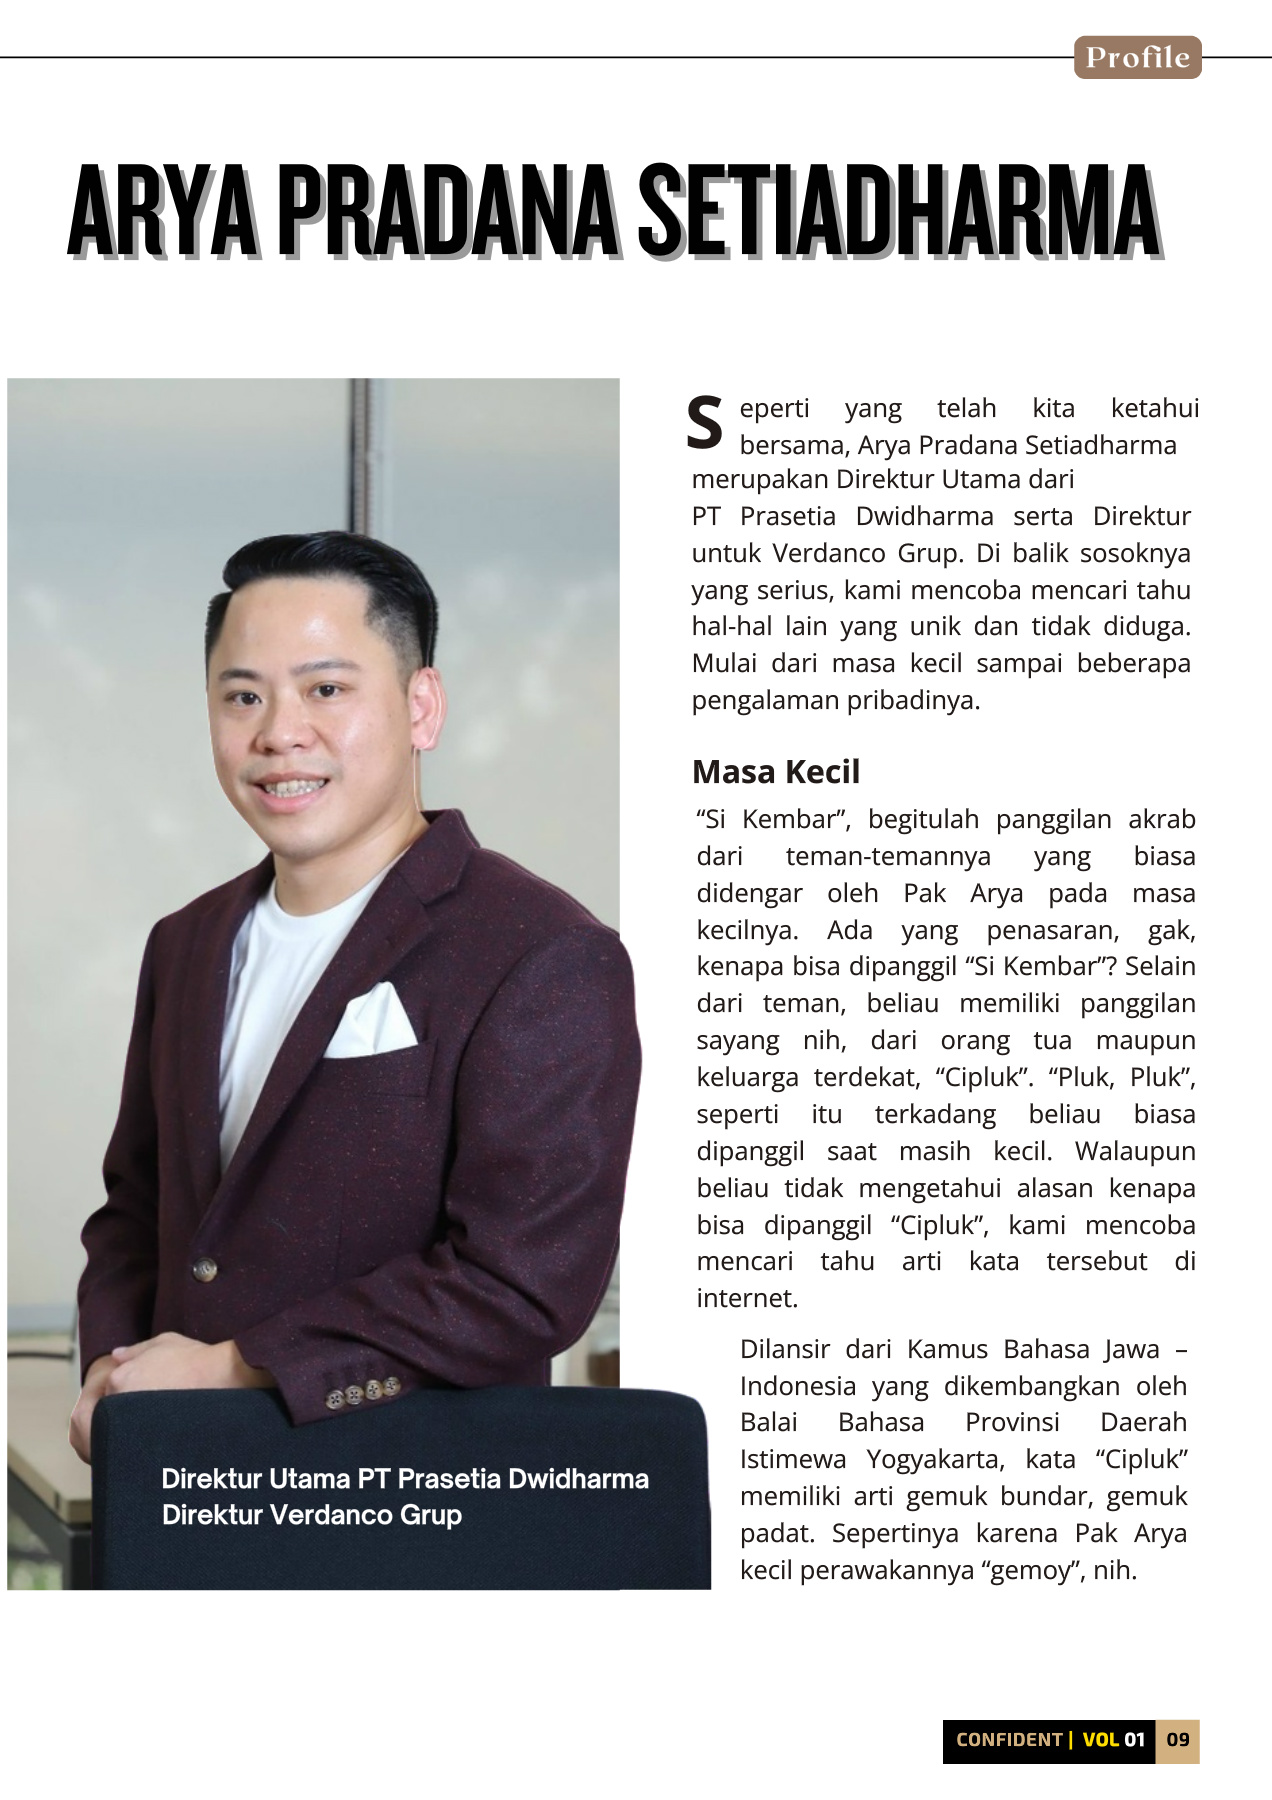 Profile
ARYA PRADANA SETIADHARMA
Seperti yang telah kita ketahui
bersama, Arya Pradana Setiadharma
merupakan Direktur Utama dari
PT Prasetia Dwidharma serta Direktur
untuk Verdanco Grup. Di balik sosoknya
yang serius, kami mencoba mencari tahu
hal-hal lain yang unik dan tidak diduga.
Mulai dari masa kecil sampai beberapa
pengalaman pribadinya.
Masa Kecil
“Si Kembar”, begitulah panggilan akrab
dari teman-temannya yang biasa
didengar oleh Pak Arya pada masa
kecilnya. Ada yang penasaran, gak,
kenapa bisa dipanggil “Si Kembar”? Selain
dari teman, beliau memiliki panggilan
sayang nih, dari orang tua maupun
keluarga terdekat, “Cipluk”. “Pluk, Pluk”,
seperti itu terkadang beliau biasa
dipanggil saat masih kecil. Walaupun
beliau tidak mengetahui alasan kenapa
bisa dipanggil “Cipluk”, kami mencoba
mencari tahu arti kata tersebut di
internet.
Dilansir dari Kamus Bahasa Jawa –
Indonesia yang dikembangkan oleh
Balai Bahasa Provinsi Daerah
Istimewa Yogyakarta, kata “Cipluk”
memiliki arti gemuk bundar, gemuk
padat. Sepertinya karena Pak Arya
kecil perawakannya “gemoy”, nih.
Direktur Utama PT Prasetia Dwidharma
Direktur Verdanco Grup
CONFIDENT | VOL 01 09